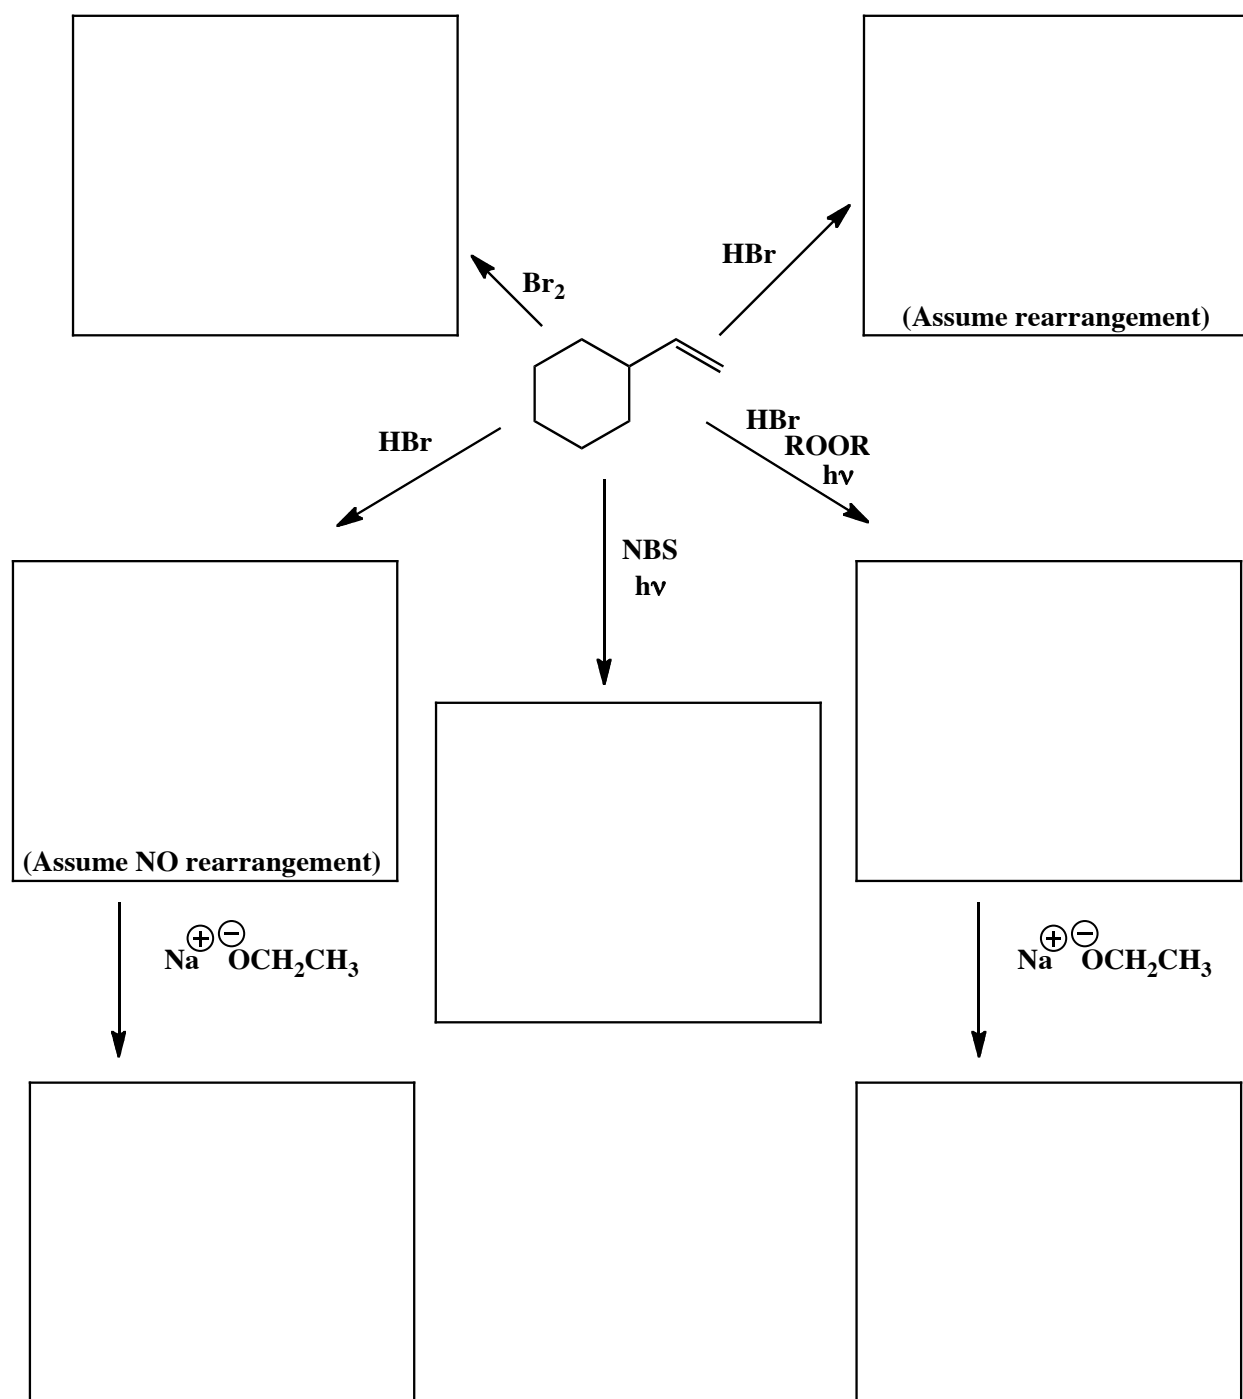 HBr
Br₂
(Assume rearrangement)
HBr
HBr
ROOR
hν
NBS
hν
(Assume NO rearrangement)
Na⊕ ⊖OCH₂CH₃
Na⊕ ⊖OCH₂CH₃